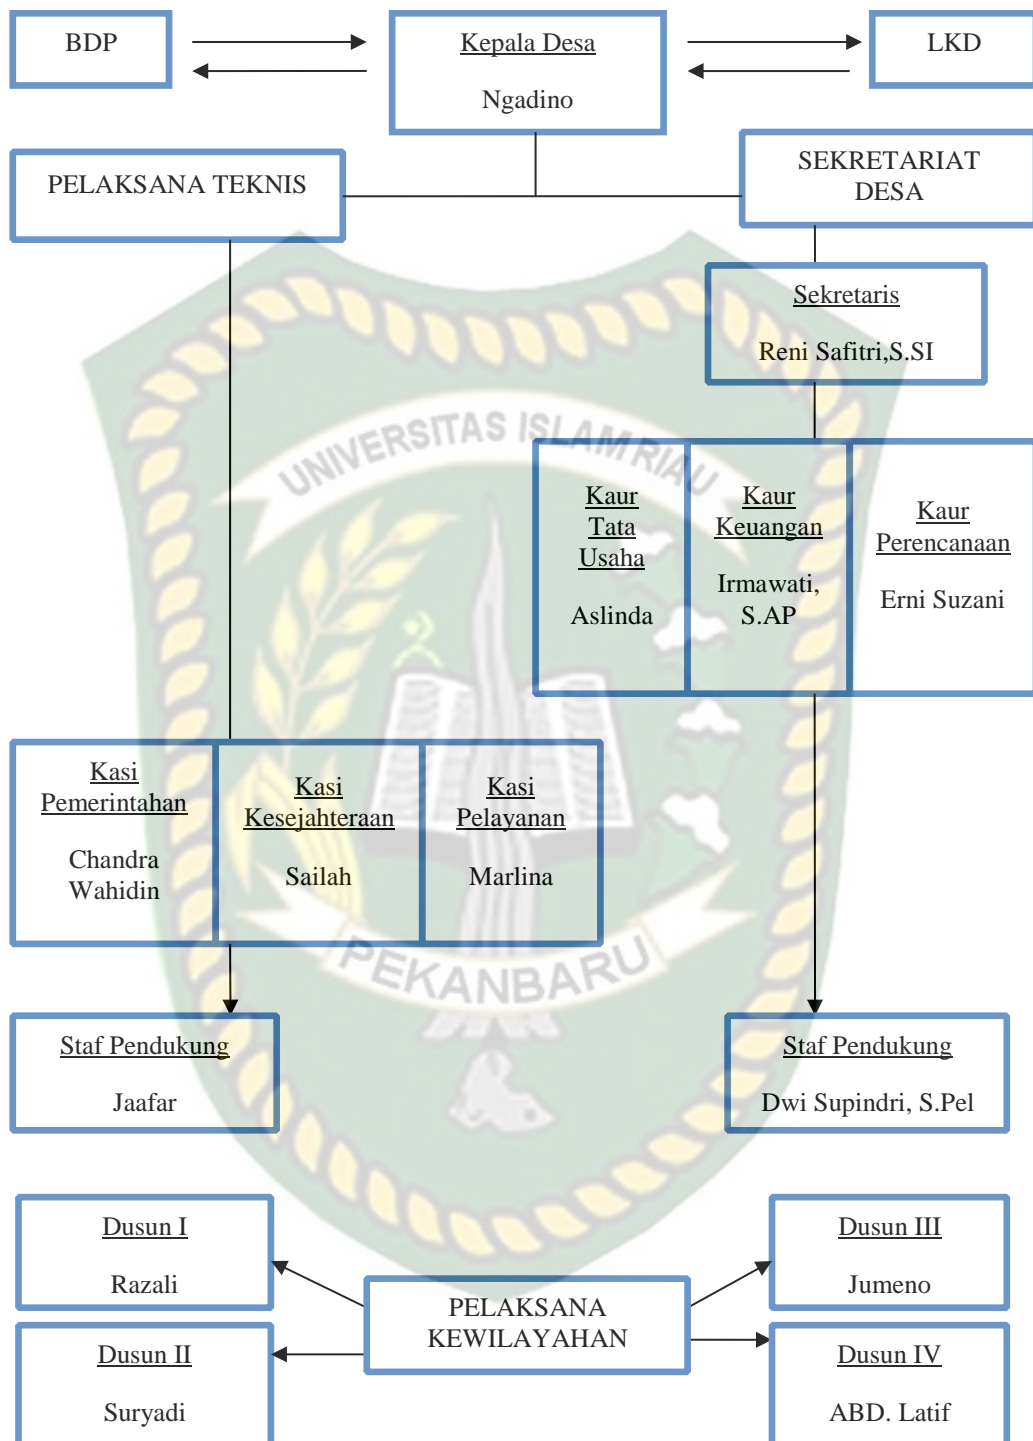 BDP
Kepala Desa
Ngadino
LKD
PELAKSANA TEKNIS
SEKRETARIAT
DESA
Sekretaris
Reni Safitri,S.SI
UNIVERSITAS ISLAM RIAU
Kaur
Tata
Usaha
Aslinda
Kaur
Keuangan
Irmawati,
S.AP
Kaur
Perencanaan
Erni Suzani
Kasi
Pemerintahan
Chandra
Wahidin
Kasi
Kesejahteraan
Sailah
Kasi
Pelayanan
Marlina
PEKANBARU
Staf Pendukung
Jaafar
Staf Pendukung
Dwi Supindri, S.Pel
Dusun I
Razali
Dusun III
Jumeno
PELAKSANA
KEWILAYAHAN
Dusun II
Suryadi
Dusun IV
ABD. Latif